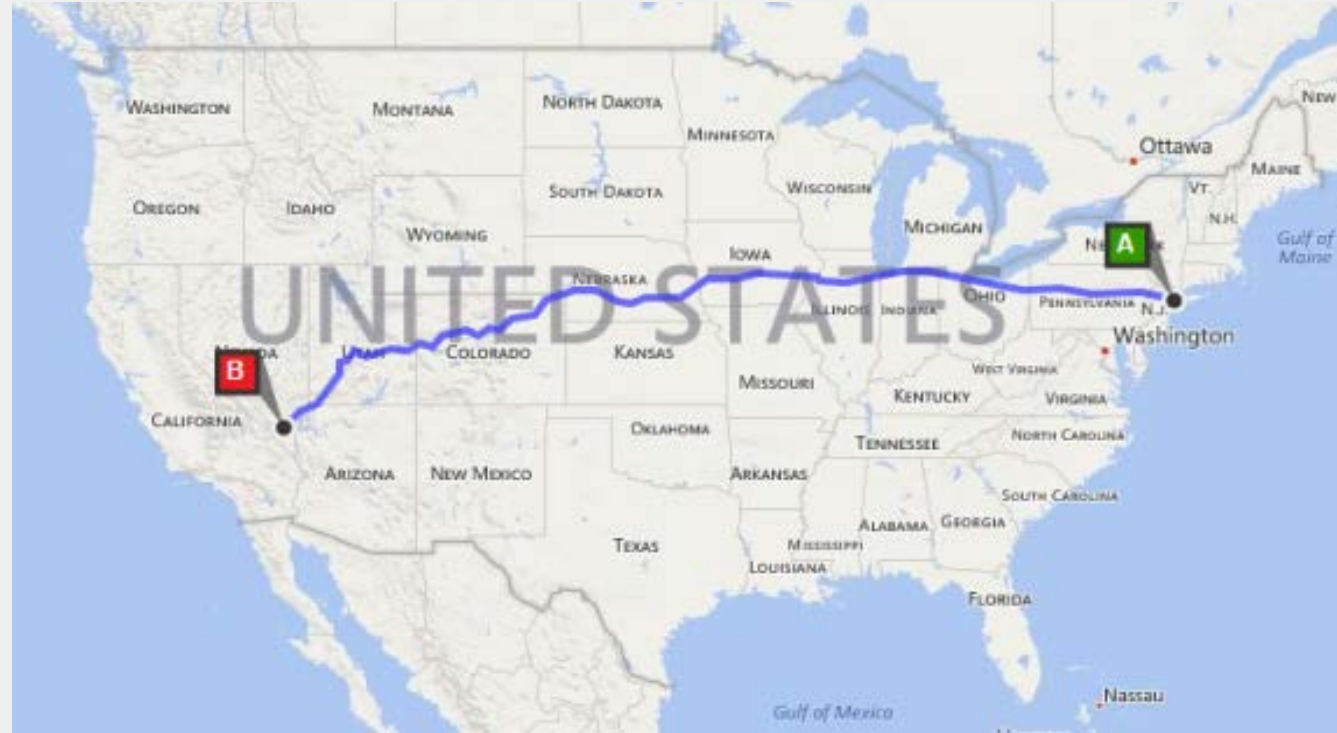 NEW
WASHINGTON
MONTANA
NORTH DAKOTA
MINNESOTA
Ottawa
MAINE
VT.
N.H.
OREGON
IDAHO
SOUTH DAKOTA
WISCONSIN
MICHIGAN
WYOMING
A
Gulf of
Maine
IOWA
NEBRASKA
UNITED STATES
OHIO
PENNSYLVANIA
N.J.
ILLINOIS
INDIANA
Washington
UTAH
COLORADO
KANSAS
B
WEST VIRGINIA
MISSOURI
KENTUCKY
VIRGINIA
CALIFORNIA
OKLAHOMA
TENNESSEE
NORTH CAROLINA
ARIZONA
NEW MEXICO
ARKANSAS
SOUTH CAROLINA
ALABAMA
GEORGIA
TEXAS
MISSISSIPPI
LOUISIANA
FLORIDA
Nassau
Gulf of Mexico